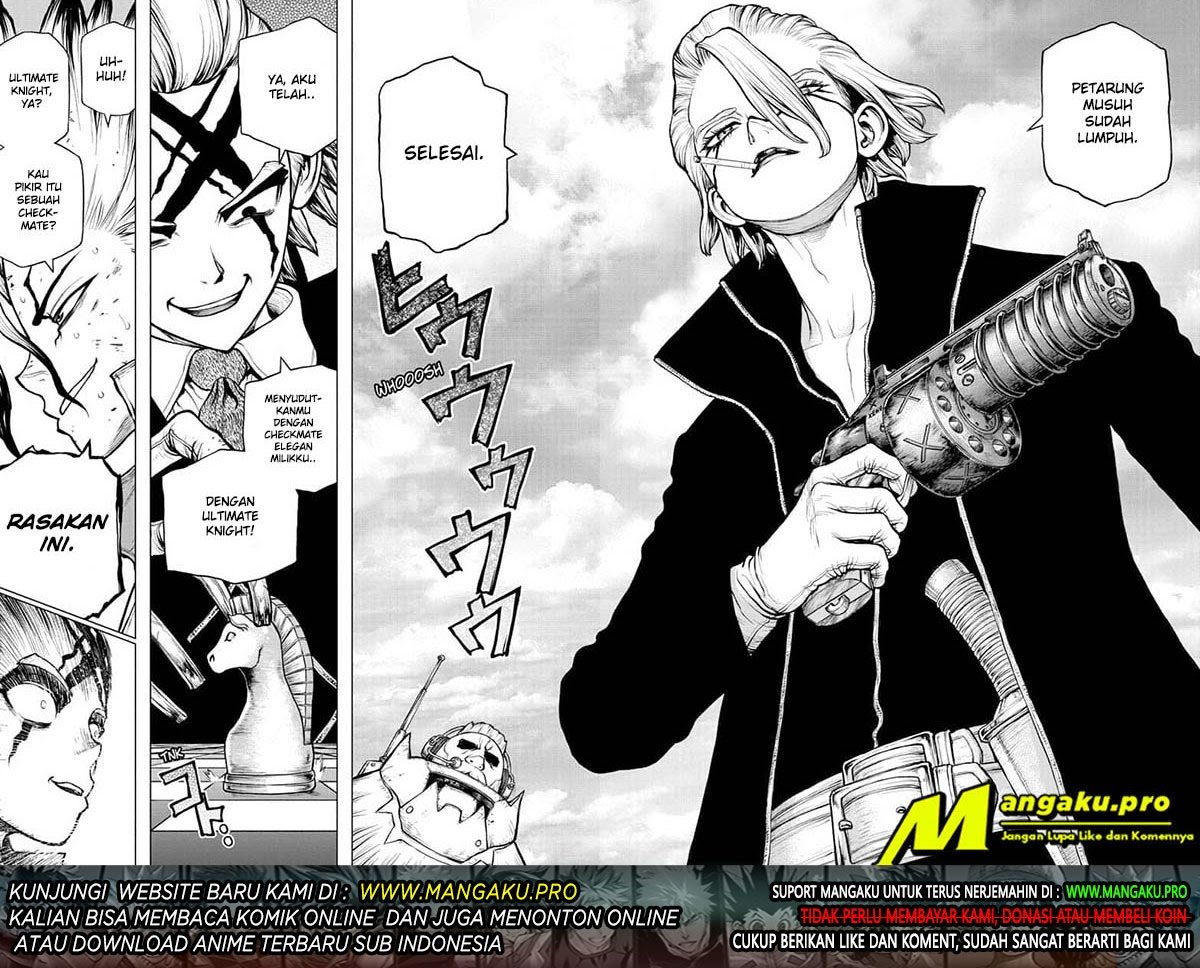 PETARUNG
MUSUH
SUDAH
LUMPUH.
SELESAI.
ヒュウウウウウ
WHOOOSH
YA, AKU
TELAH..
MENYUDUT-
KANMU
DENGAN
CHECKMATE
ELEGAN
MILIKKU..
DENGAN
ULTIMATE
KNIGHT!
TNK
コト
UH-
HUH!
ULTIMATE
KNIGHT,
YA?
KAU
PIKIR ITU
SEBUAH
CHECK-
MATE?
RASAKAN
INI.
Mangaku.pro
Jangan Lupa Like dan Komennya
KUNJUNGI WEBSITE BARU KAMI DI : WWW.MANGAKU.PRO
KALIAN BISA MEMBACA KOMIK ONLINE DAN JUGA MENONTON ONLINE
ATAU DOWNLOAD ANIME TERBARU SUB INDONESIA
SUPORT MANGAKU UNTUK TERUS NERJEMAHIN DI : WWW.MANGAKU.PRO
TIDAK PERLU MEMBAYAR KAMI, DONASI ATAU MEMBELI KOIN
CUKUP BERIKAN LIKE DAN KOMENT, SUDAH SANGAT BERARTI BAGI KAMI